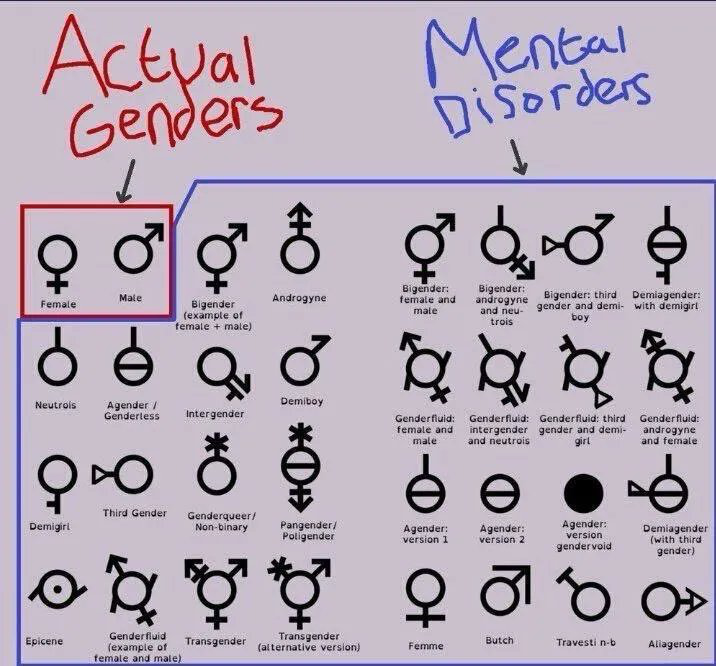 Actual
Genders
Mental
Disorders
Female
Male
Bigender
(example of
female + male)
Androgyne
Bigender:
female and
male
Bigender:
androgyne
and neu-
trois
Bigender: third
gender and demi-
boy
Demiagender:
with demigirl
Neutrois
Agender /
Genderless
Intergender
Demiboy
Genderfluid:
female and
male
Genderfluid:
intergender
and neutrois
Genderfluid: third
gender and demi-
girl
Genderfluid:
androgyne
and female
Demigirl
Third Gender
Genderqueer/
Non-binary
Pangender/
Poligender
Agender:
version 1
Agender:
version 2
Agender:
version
gendervoid
Demiagender
(with third
gender)
Epicene
Genderfluid
(example of
female and male)
Transgender
Transgender
(alternative version)
Femme
Butch
Travesti n-b
Aliagender